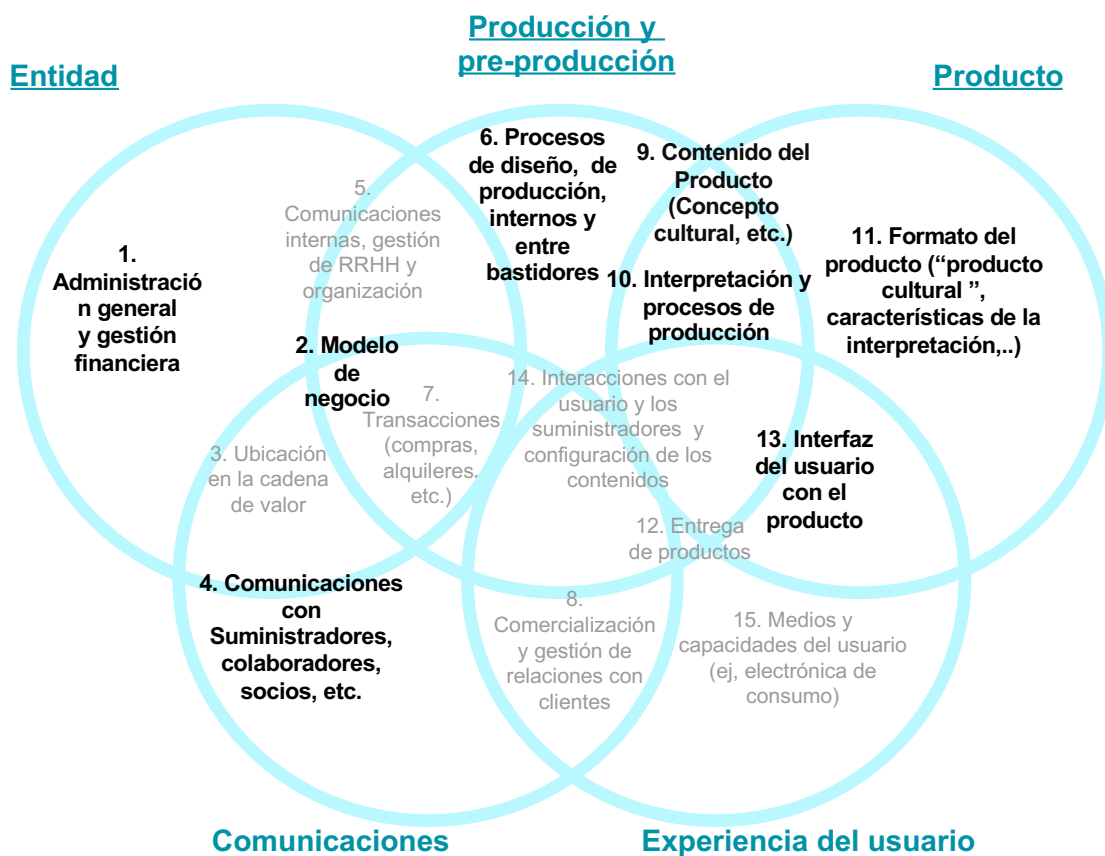 Producción y
pre-producción
Entidad
Producto
6. Procesos
de diseño, de
producción,
internos y
entre
bastidores
9. Contenido del
Producto
(Concepto
cultural, etc.)
5.
Comunicaciones
internas, gestión
de RRHH y
organización
11. Formato del
producto (“producto
cultural ”,
características de la
interpretación,..)
1.
Administració
n general
y gestión
financiera
10. Interpretación y
procesos de
producción
2. Modelo
de
negocio
14. Interacciones con el
usuario y los
suministradores y
configuración de los
contenidos
7.
Transacciones
(compras,
alquileres,
etc.)
3. Ubicación
en la cadena
de valor
13. Interfaz
del usuario
con el
producto
12. Entrega
de productos
4. Comunicaciones
con
Suministradores,
colaboradores,
socios, etc.
8.
Comercialización
y gestión de
relaciones con
clientes
15. Medios y
capacidades del usuario
(ej, electrónica de
consumo)
Comunicaciones
Experiencia del usuario